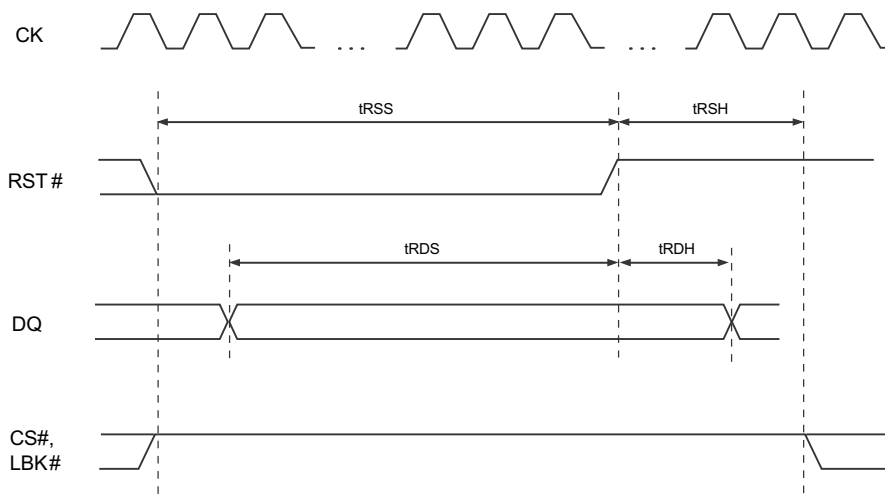 CK
. . .
. . .
tRSS
tRSH
RST #
tRDS
tRDH
DQ
CS#,
LBK#